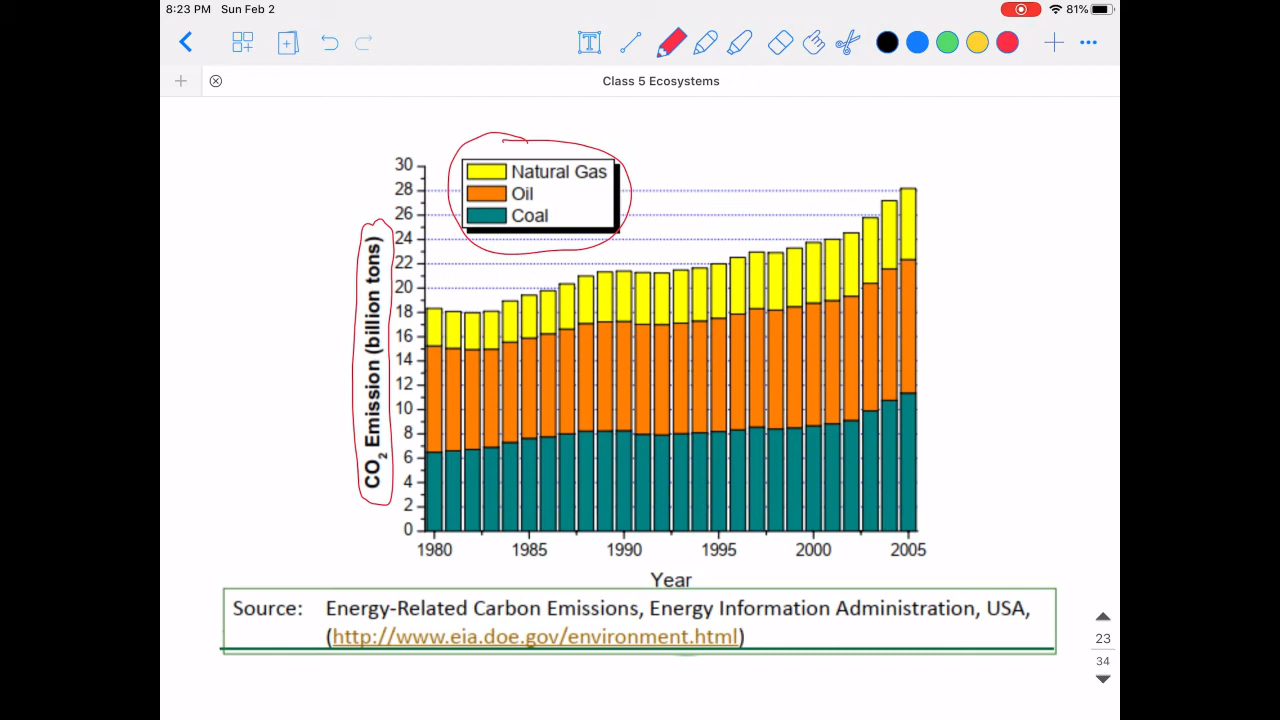 8:23 PM Sun Feb 2
81%
T
Class 5 Ecosystems
Natural Gas
Oil
Coal
30
28
26
24
22
20
18
16
14
12
10
8
6
4
2
0
CO₂ Emission (billion tons)
1980 1985 1990 1995 2000 2005
Year
Source: Energy-Related Carbon Emissions, Energy Information Administration, USA,
(http://www.eia.doe.gov/environment.html)
23
34